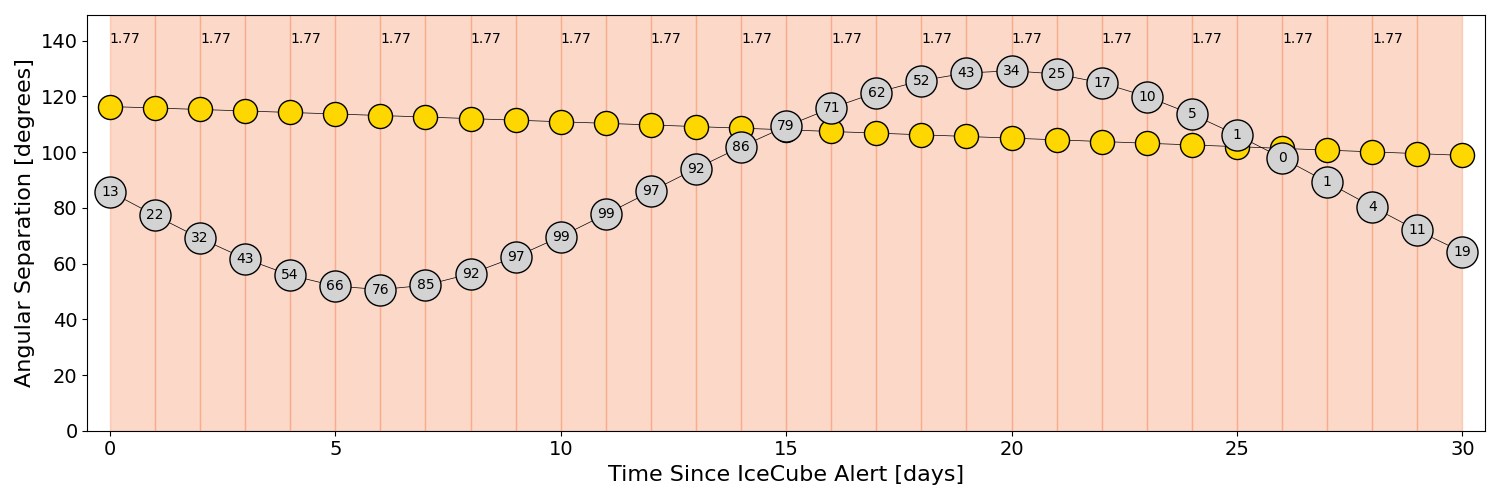 1.77 1.77 1.77 1.77 1.77 1.77 1.77 1.77 1.77 1.77 1.77 1.77 1.77 1.77 1.77
140
120
100
80
60
40
20
0
Angular Separation [degrees]
13 22 32 43 54 66 76 85 92 97 99 99 97 92 86 79 71 62 52 43 34 25 17 10 5 1 0 1 4 11 19
0 5 10 15 20 25 30
Time Since IceCube Alert [days]